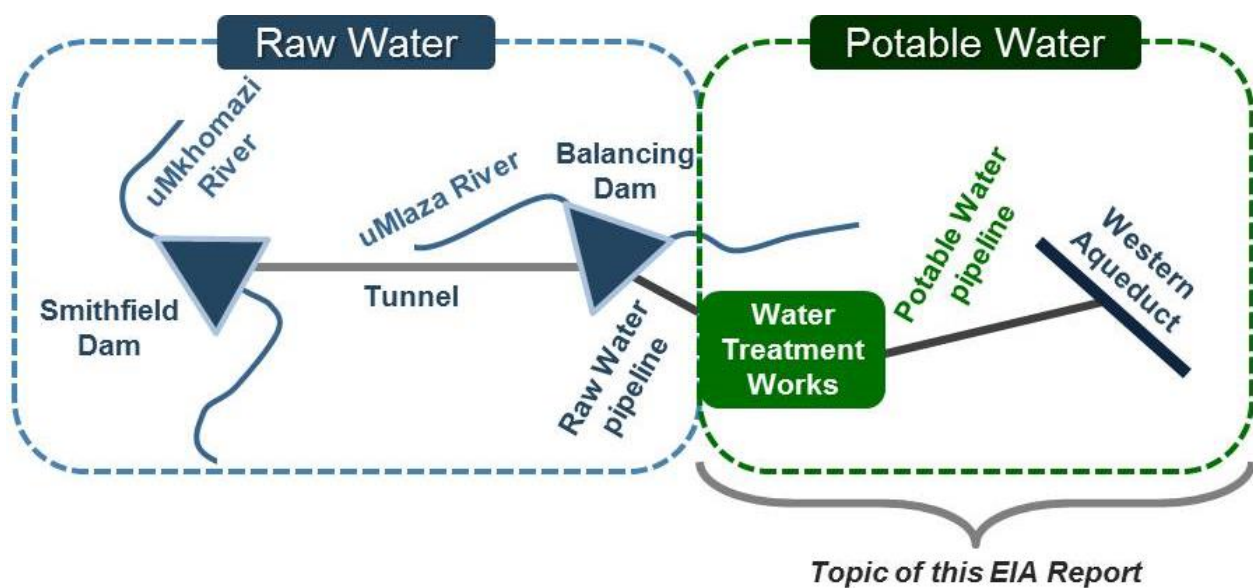 Raw Water
Potable Water
uMkhomazi
River
Smithfield
Dam
Tunnel
uMlaza River
Balancing
Dam
Raw Water
pipeline
Water
Treatment
Works
Potable Water
pipeline
Western
Aqueduct
Topic of this EIA Report